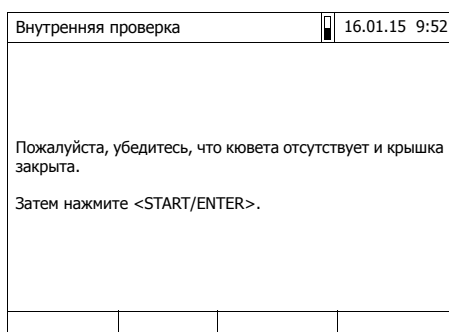 Внутренняя проверка
16.01.15 9:52
Пожалуйста, убедитесь, что кювета отсутствует и крышка
закрыта.
Затем нажмите <START/ENTER>.